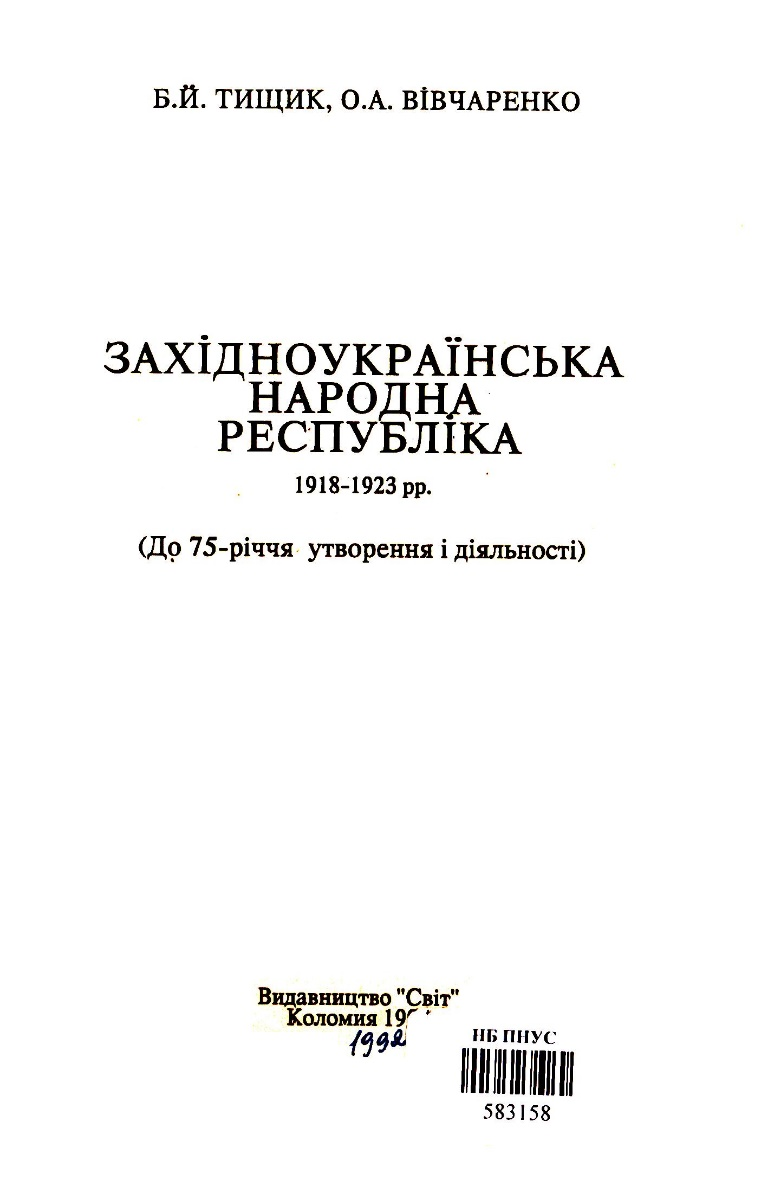 Б.Й. ТИЩИК, О.А. ВІВЧАРЕНКО
ЗАХІДНОУКРАЇНСЬКА
НАРОДНА
РЕСПУБЛІКА
1918-1923 рр.
(До 75-річчя утворення і діяльності)
Видавництво "Світ"
Коломия
1992
НБ ПНУС
583158